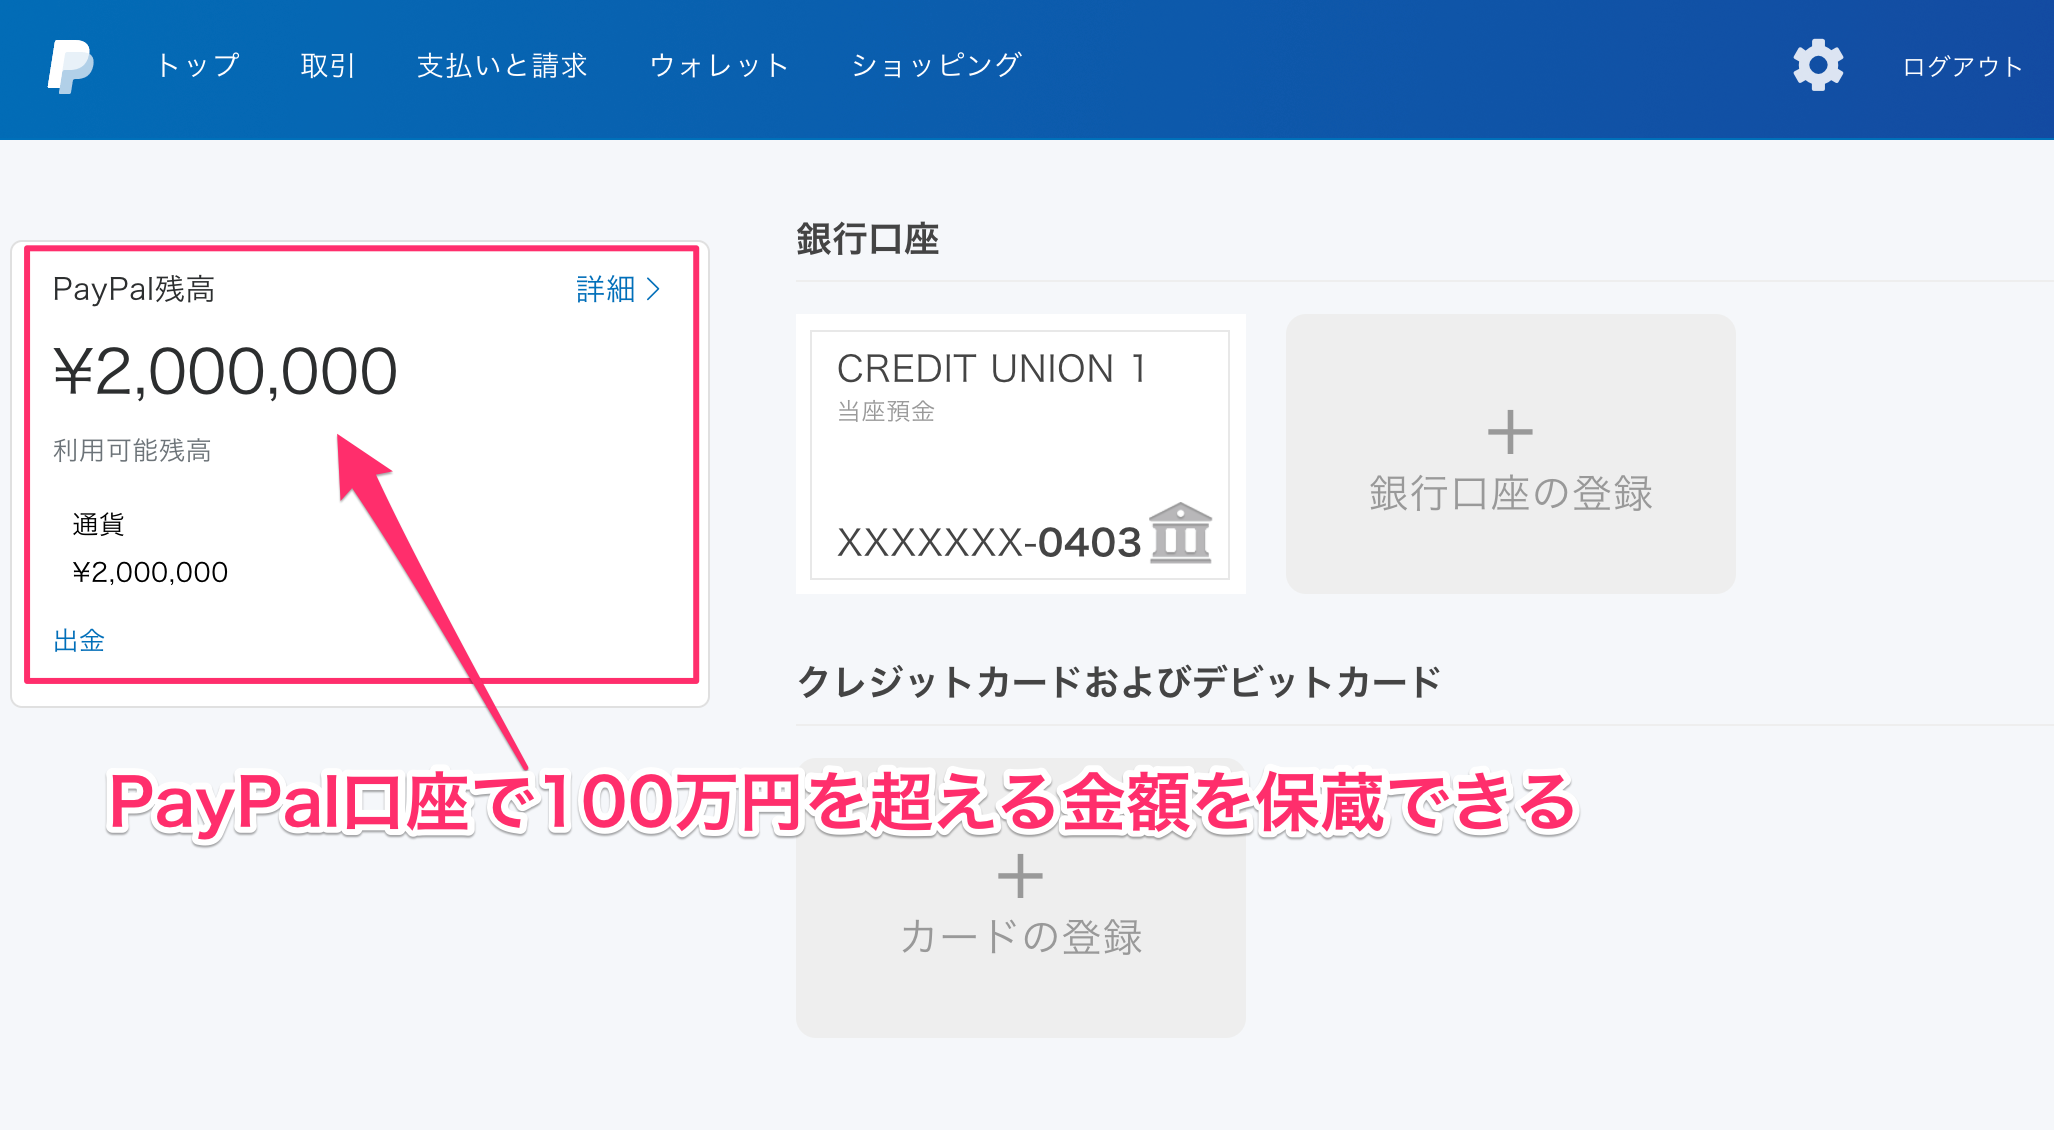 トップ 取引 支払いと請求 ウォレット ショッピング ログアウト
PayPal残高 詳細
¥2,000,000
利用可能残高
通貨
¥2,000,000
出金
銀行口座
CREDIT UNION 1
当座預金
XXXXXXX-0403
銀行口座の登録
クレジットカードおよびデビットカード
PayPal口座で100万円を超える金額を保蔵できる
カードの登録